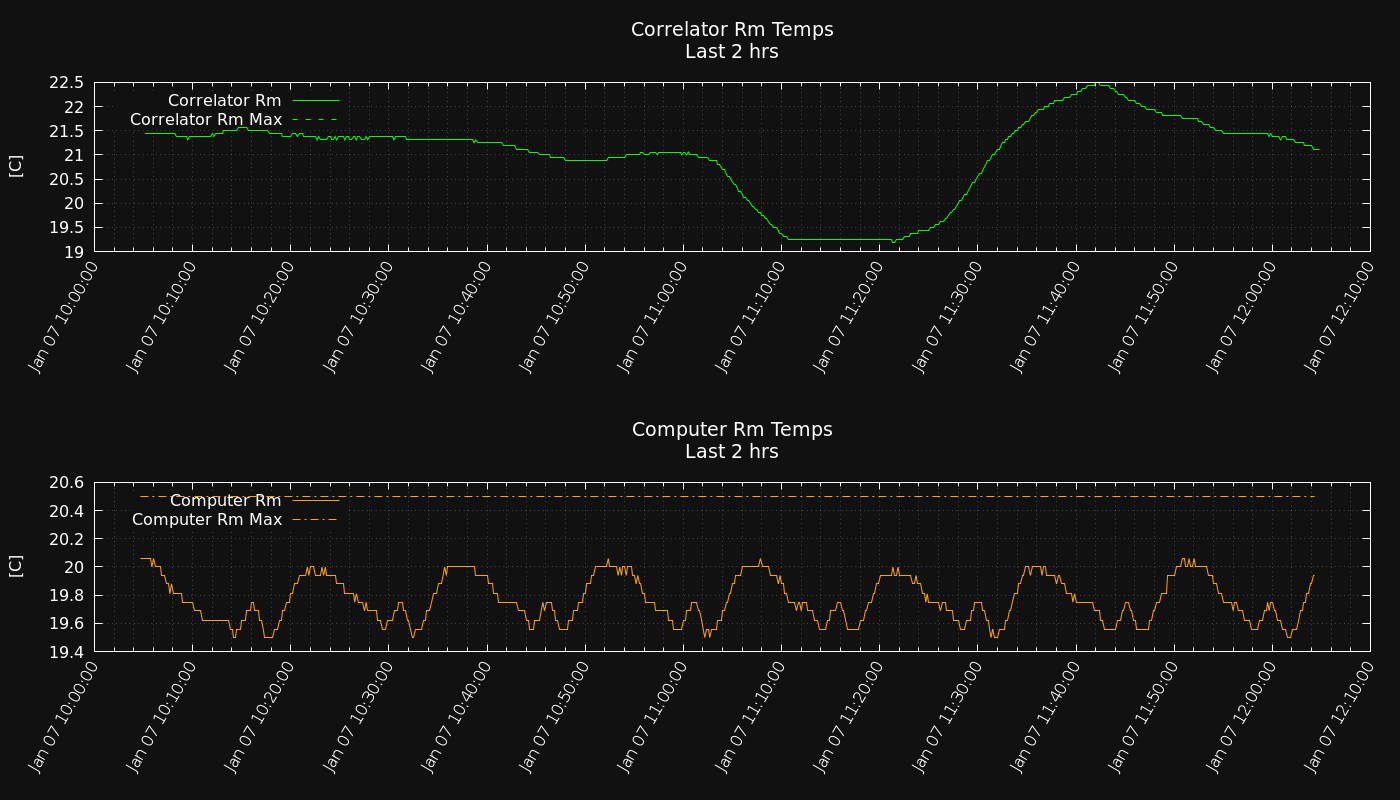 Correlator Rm Temps
Last 2 hrs
22.5
22
21.5
21
20.5
20
19.5
19
[C]
Correlator Rm
Correlator Rm Max
Jan 07 10:00:00
Jan 07 10:10:00
Jan 07 10:20:00
Jan 07 10:30:00
Jan 07 10:40:00
Jan 07 10:50:00
Jan 07 11:00:00
Jan 07 11:10:00
Jan 07 11:20:00
Jan 07 11:30:00
Jan 07 11:40:00
Jan 07 11:50:00
Jan 07 12:00:00
Jan 07 12:10:00
Computer Rm Temps
Last 2 hrs
20.6
20.4
20.2
20
19.8
19.6
19.4
[C]
Computer Rm
Computer Rm Max
Jan 07 10:00:00
Jan 07 10:10:00
Jan 07 10:20:00
Jan 07 10:30:00
Jan 07 10:40:00
Jan 07 10:50:00
Jan 07 11:00:00
Jan 07 11:10:00
Jan 07 11:20:00
Jan 07 11:30:00
Jan 07 11:40:00
Jan 07 11:50:00
Jan 07 12:00:00
Jan 07 12:10:00